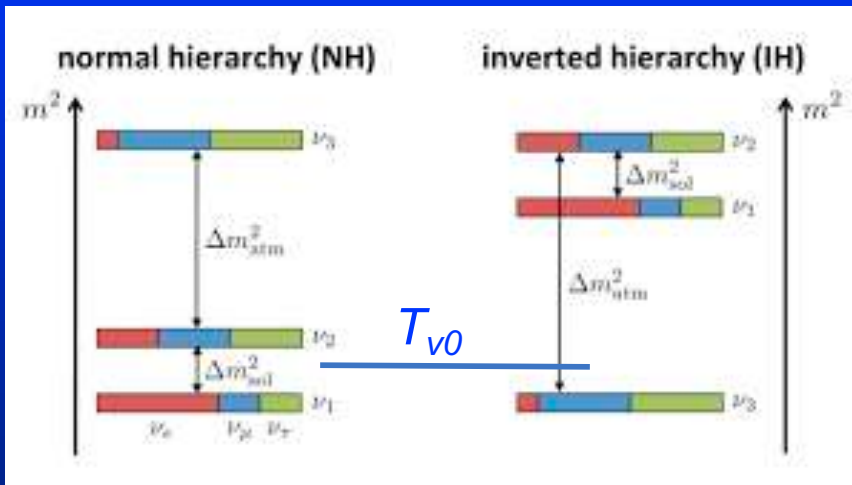 normal hierarchy (NH)
m²
ν₃
Δm²atm
ν₂
Δm²sol
ν₁
νe νμ ντ
Tν0
inverted hierarchy (IH)
m²
ν₂
Δm²sol
ν₁
Δm²atm
ν₃